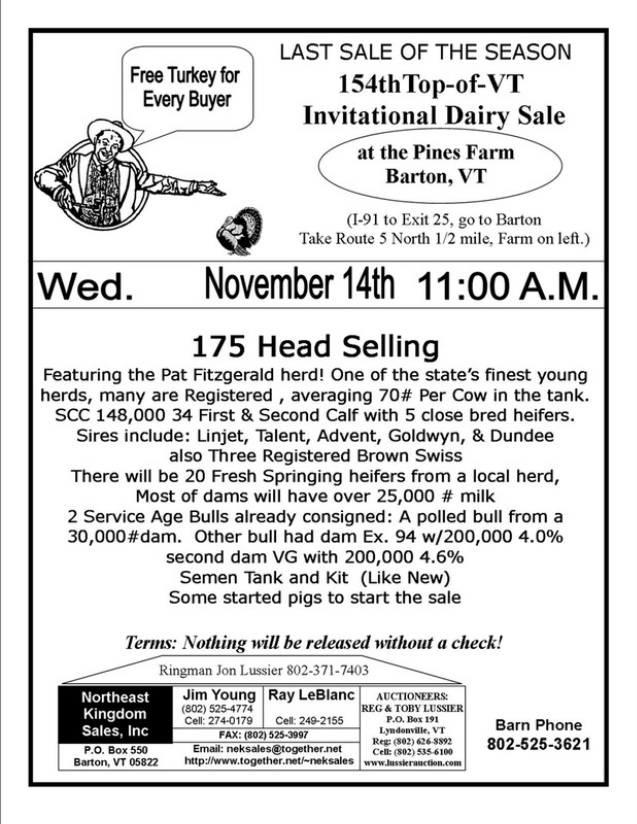 Free Turkey for
Every Buyer
LAST SALE OF THE SEASON
154thTop-of-VT
Invitational Dairy Sale
at the Pines Farm
Barton, VT
(I-91 to Exit 25, go to Barton
Take Route 5 North 1/2 mile, Farm on left.)
Wed. November 14th 11:00 A.M.
175 Head Selling
Featuring the Pat Fitzgerald herd! One of the state's finest young
herds, many are Registered , averaging 70# Per Cow in the tank.
SCC 148,000 34 First & Second Calf with 5 close bred heifers.
Sires include: Linjet, Talent, Advent, Goldwyn, & Dundee
also Three Registered Brown Swiss
There will be 20 Fresh Springing heifers from a local herd,
Most of dams will have over 25,000 # milk
2 Service Age Bulls already consigned: A polled bull from a
30,000#dam. Other bull had dam Ex. 94 w/200,000 4.0%
second dam VG with 200,000 4.6%
Semen Tank and Kit (Like New)
Some started pigs to start the sale
Terms: Nothing will be released without a check!
Ringman Jon Lussier 802-371-7403
Northeast
Kingdom
Sales, Inc
P.O. Box 550
Barton, VT 05822
Jim Young
(802) 525-4774
Cell: 274-0179
Ray LeBlanc
Cell: 249-2155
FAX: (802) 525-3997
Email: neksales@together.net
http://www.together.net/~neksales
AUCTIONEERS:
REG & TOBY LUSSIER
P.O. Box 191
Lyndonville, VT
Reg: (802) 626-8892
Cell: (802) 535-6100
www.lussierauction.com
Barn Phone
802-525-3621